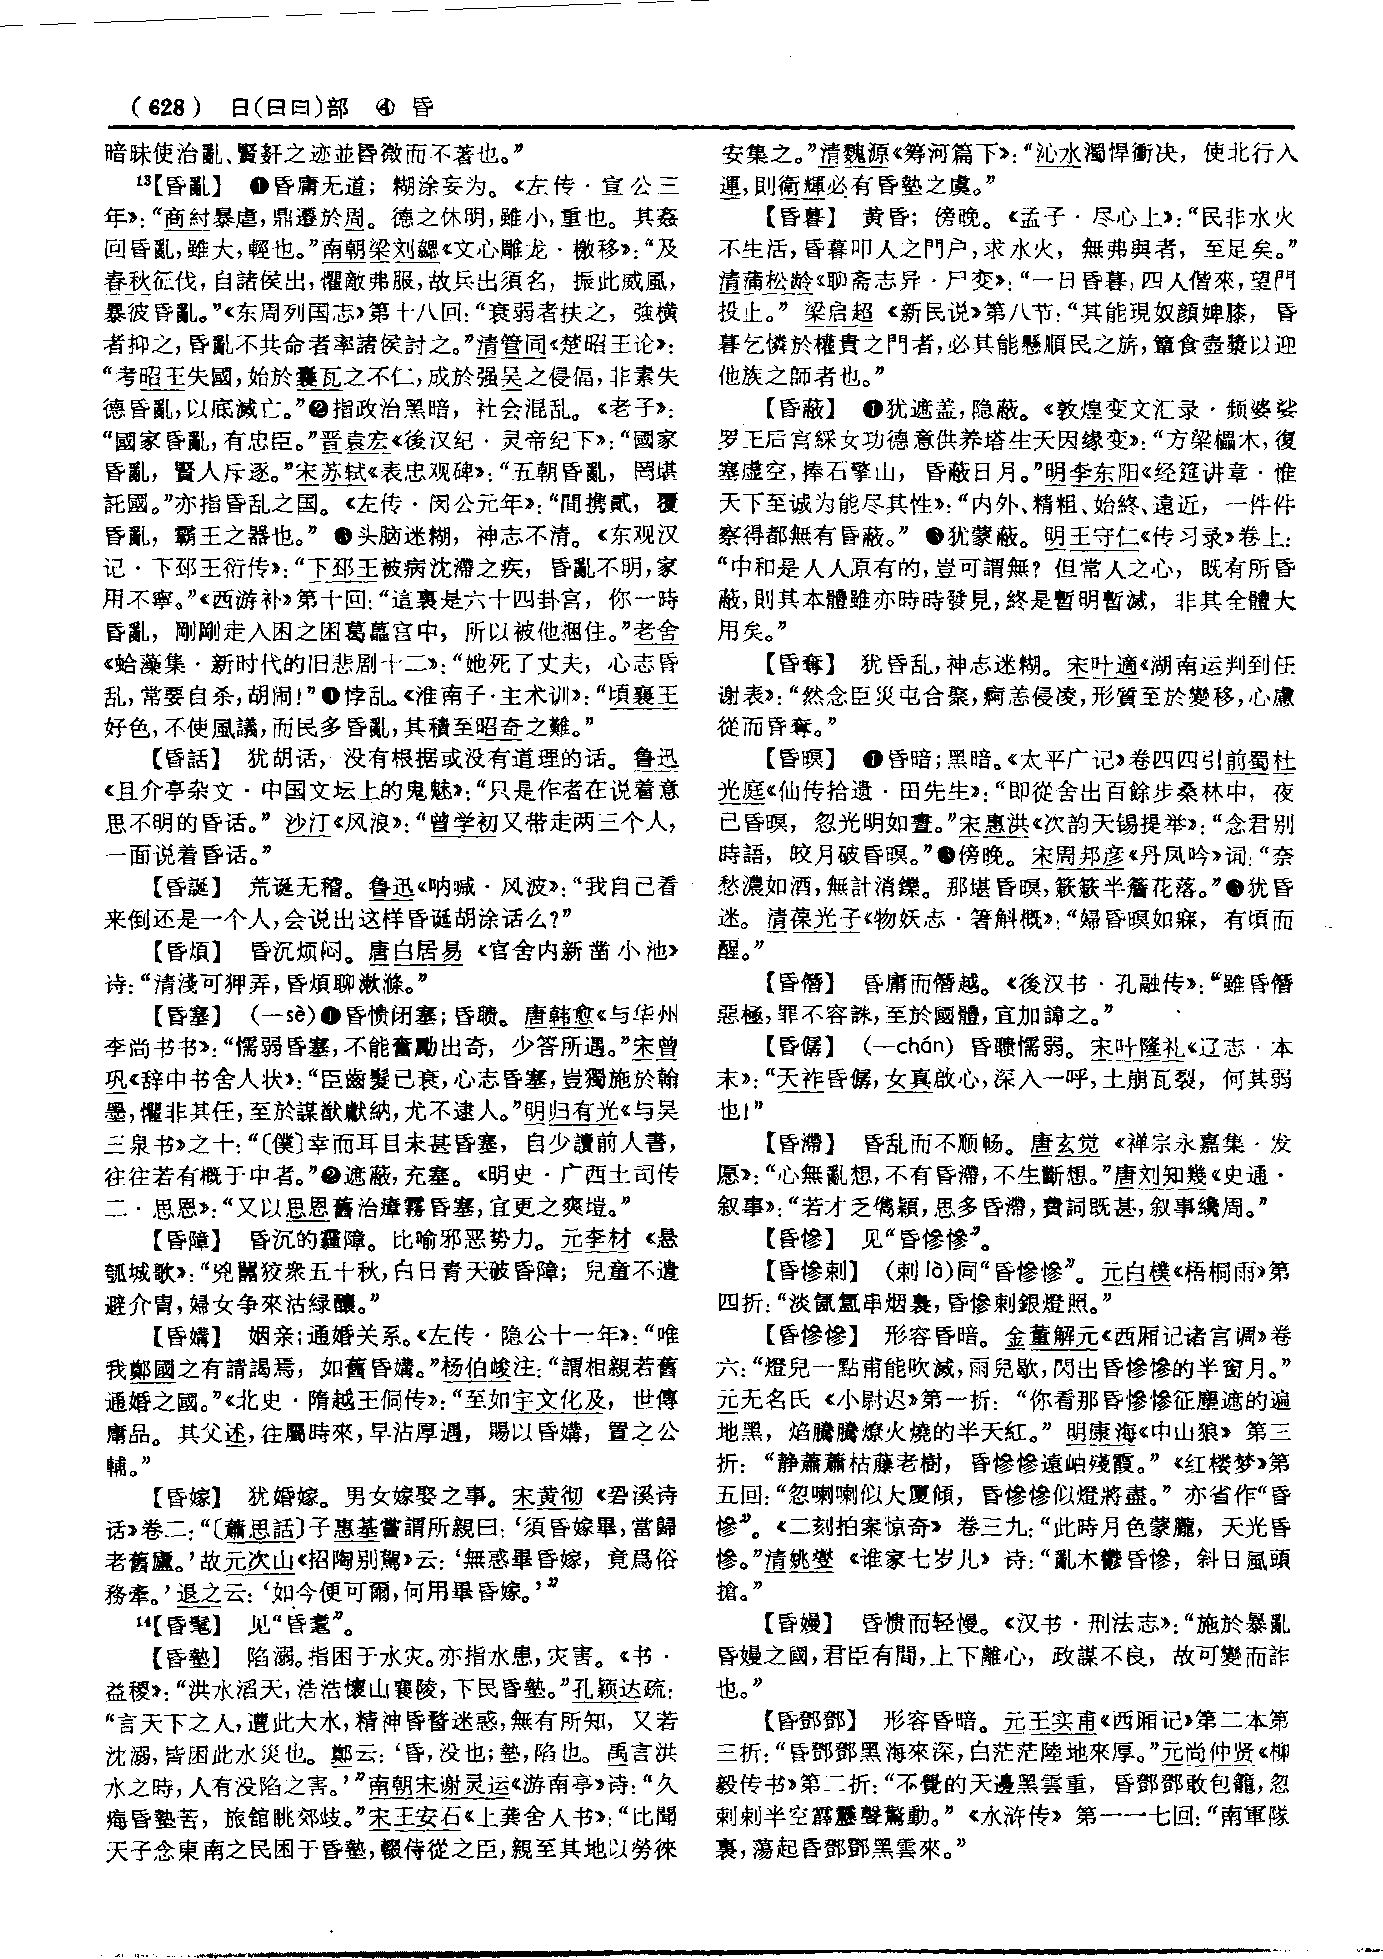 (628) 日(日曰)部 ④ 昏
暗昧使治亂、賢姧之迹並昏微而不著也。”
¹³【昏亂】 ❶昏庸无道；糊涂妄为。《左传·宣公三
年》：“商紂暴虐，鼎遷於周。德之休明，雖小，重也。其姦
回昏亂，雖大，輕也。”南朝梁刘勰《文心雕龙·檄移》：“及
春秋征伐，自諸侯出，懼敵弗服，故兵出須名，振此威風，
暴彼昏亂。”《东周列国志》第十八回：“衰弱者扶之，強橫
者抑之，昏亂不共命者率諸侯討之。”清管同《楚昭王论》：
“考昭王失國，始於囊瓦之不仁，成於强吴之侵偪，非素失
德昏亂，以底滅亡。”❷指政治黑暗，社会混乱。《老子》：
“國家昏亂，有忠臣。”晋袁宏《後汉纪·灵帝纪下》：“國家
昏亂，賢人斥逐。”宋苏轼《表忠观碑》：“五朝昏亂，罔堪
託國。”亦指昏乱之国。《左传·闵公元年》：“間携貳，覆
昏亂，霸王之器也。”❸头脑迷糊，神志不清。《东观汉
记·下邳王衍传》：“下邳王被病沈滯之疾，昏亂不明，家
用不寧。”《西游补》第十回：“這裏是六十四卦宫，你一時
昏亂，剛剛走入困之困葛藟宫中，所以被他捆住。”老舍
《蛤藻集·新时代的旧悲剧十二》：“她死了丈夫，心志昏
乱，常要自杀，胡闹！”❹悖乱。《淮南子·主术训》：“頃襄王
好色，不使風議，而民多昏亂，其積至昭奇之難。”
【昏話】 犹胡话，没有根据或没有道理的话。鲁迅
《且介亭杂文·中国文坛上的鬼魅》：“只是作者在说着意
思不明的昏话。”沙汀《风浪》：“曾学初又带走两三个人，
一面说着昏话。”
【昏誕】 荒诞无稽。鲁迅《呐喊·风波》：“我自己看
来倒还是一个人，会说出这样昏诞胡涂话么？”
【昏煩】 昏沉烦闷。唐白居易《官舍内新凿小池》
诗：“清淺可狎弄，昏煩聊漱滌。”
【昏塞】 (—sè)❶昏愦闭塞；昏聩。唐韩愈《与华州
李尚书书》：“懦弱昏塞，不能奮勵出奇，少答所遇。”宋曾
巩《辞中书舍人状》：“臣齒髮已衰，心志昏塞，豈獨施於翰
墨，懼非其任，至於謀猷獻納，尤不逮人。”明归有光《与吴
三泉书》之十：“〔僕〕幸而耳目未甚昏塞，自少讀前人書，
往往若有概于中者。”❷遮蔽，充塞。《明史·广西土司传
二·思恩》：“又以思恩舊治瘴霧昏塞，宜更之爽塏。”
【昏障】 昏沉的霾障。比喻邪恶势力。元李材《悬
瓠城歌》：“兇嚚狡衆五十秋，白日青天破昏障；兒童不遣
避介胄，婦女争來沽緑釀。”
【昏媾】 姻亲；通婚关系。《左传·隐公十一年》：“唯
我鄭國之有請謁焉，如舊昏媾。”杨伯峻注：“謂相親若舊
通婚之國。”《北史·隋越王侗传》：“至如宇文化及，世傳
庸品。其父述，往屬時來，早沾厚遇，賜以昏媾，置之公
輔。”
【昏嫁】 犹婚嫁。男女嫁娶之事。宋黄彻《䂬溪诗
话》卷二：“〔蕭思話〕子惠基嘗謂所親曰：‘須昏嫁畢，當歸
老舊廬。’故元次山《招陶别駕》云：‘無惑畢昏嫁，竟爲俗
務牽。’退之云：‘如今便可爾，何用畢昏嫁。’”
¹⁴【昏髦】 见“昏耄”。
【昏墊】 陷溺。指困于水灾。亦指水患，灾害。《书·
益稷》：“洪水滔天，浩浩懷山襄陵，下民昏墊。”孔颖达疏：
“言天下之人，遭此大水，精神昏瞀迷惑，無有所知，又若
沈溺，皆困此水災也。鄭云：‘昏，没也；墊，陷也。禹言洪
水之時，人有没陷之害。’”南朝宋谢灵运《游南亭》诗：“久
痗昏墊苦，旅館眺郊歧。”宋王安石《上龚舍人书》：“比聞
天子念東南之民困于昏墊，輟侍從之臣，親至其地以勞徠
安集之。”清魏源《筹河篇下》：“沁水濁悍衝決，使北行入
運，則衛輝必有昏墊之虞。”
【昏暮】 黄昏；傍晚。《孟子·尽心上》：“民非水火
不生活，昏暮叩人之門户，求水火，無弗與者，至足矣。”
清蒲松龄《聊斋志异·尸变》：“一日昏暮，四人偕來，望門
投止。”梁启超《新民说》第八节：“其能現奴顔婢膝，昏
暮乞憐於權貴之門者，必其能懸順民之旂，簞食壺漿以迎
他族之師者也。”
【昏蔽】 ❶犹遮盖，隐蔽。《敦煌变文汇录·频婆娑
罗王后宫綵女功德意供养塔生天因缘变》：“方梁櫑木，復
塞虚空，捧石擎山，昏蔽日月。”明李东阳《经筵讲章·惟
天下至诚为能尽其性》：“内外、精粗、始終、遠近，一件件
察得都無有昏蔽。”❷犹蒙蔽。明王守仁《传习录》卷上：
“中和是人人原有的，豈可謂無？但常人之心，既有所昏
蔽，則其本體雖亦時時發見，終是暫明暫滅，非其全體大
用矣。”
【昏奪】 犹昏乱，神志迷糊。宋叶適《湖南运判到任
谢表》：“然念臣災屯合聚，痾恙侵凌，形質至於變移，心慮
從而昏奪。”
【昏暝】 ❶昏暗；黑暗。《太平广记》卷四四引前蜀杜
光庭《仙传拾遗·田先生》：“即從舍出百餘步桑林中，夜
已昏暝，忽光明如晝。”宋惠洪《次韵天锡提举》：“念君别
時語，皎月破昏暝。”❷傍晚。宋周邦彦《丹凤吟》词：“奈
愁濃如酒，無計消鑠。那堪昏暝，簌簌半簷花落。”❸犹昏
迷。清葆光子《物妖志·箸斛概》：“婦昏暝如寐，有頃而
醒。”
【昏僭】 昏庸而僭越。《後汉书·孔融传》：“雖昏僭
惡極，罪不容誅，至於國體，宜加諱之。”
【昏孱】 (—chán) 昏聩懦弱。宋叶隆礼《辽志·本
末》：“天祚昏孱，女真啟心，深入一呼，土崩瓦裂，何其弱
也！”
【昏滯】 昏乱而不顺畅。唐玄觉《禅宗永嘉集·发
愿》：“心無亂想，不有昏滯，不生斷想。”唐刘知幾《史通·
叙事》：“若才乏儁穎，思多昏滯，費詞既甚，叙事纔周。”
【昏慘】 见“昏慘慘”。
【昏慘剌】 (剌là)同“昏慘慘”。元白樸《梧桐雨》第
四折：“淡氤氲串烟裊，昏慘剌銀燈照。”
【昏慘慘】 形容昏暗。金董解元《西厢记诸宫调》卷
六：“燈兒一點甫能吹滅，雨兒歇，閃出昏慘慘的半窗月。”
元无名氏《小尉迟》第一折：“你看那昏慘慘征塵遮的遍
地黑，焰騰騰燎火燒的半天紅。”明康海《中山狼》第三
折：“静蕭蕭枯藤老樹，昏慘慘遠岫殘霞。”《红楼梦》第
五回：“忽喇喇似大厦傾，昏慘慘似燈將盡。”亦省作“昏
慘”。《二刻拍案惊奇》卷三九：“此時月色蒙朧，天光昏
慘。”清姚燮《谁家七岁儿》诗：“亂木鬱昏慘，斜日風頭
搶。”
【昏嫚】 昏愦而轻慢。《汉书·刑法志》：“施於暴亂
昏嫚之國，君臣有間，上下離心，政謀不良，故可變而詐
也。”
【昏鄧鄧】 形容昏暗。元王实甫《西厢记》第二本第
三折：“昏鄧鄧黑海來深，白茫茫陸地來厚。”元尚仲贤《柳
毅传书》第二折：“不覺的天邊黑雲重，昏鄧鄧敢包籠，忽
剌剌半空霹靂聲驚動。”《水浒传》第一一七回：“南軍隊
裏，蕩起昏鄧鄧黑雲來。”